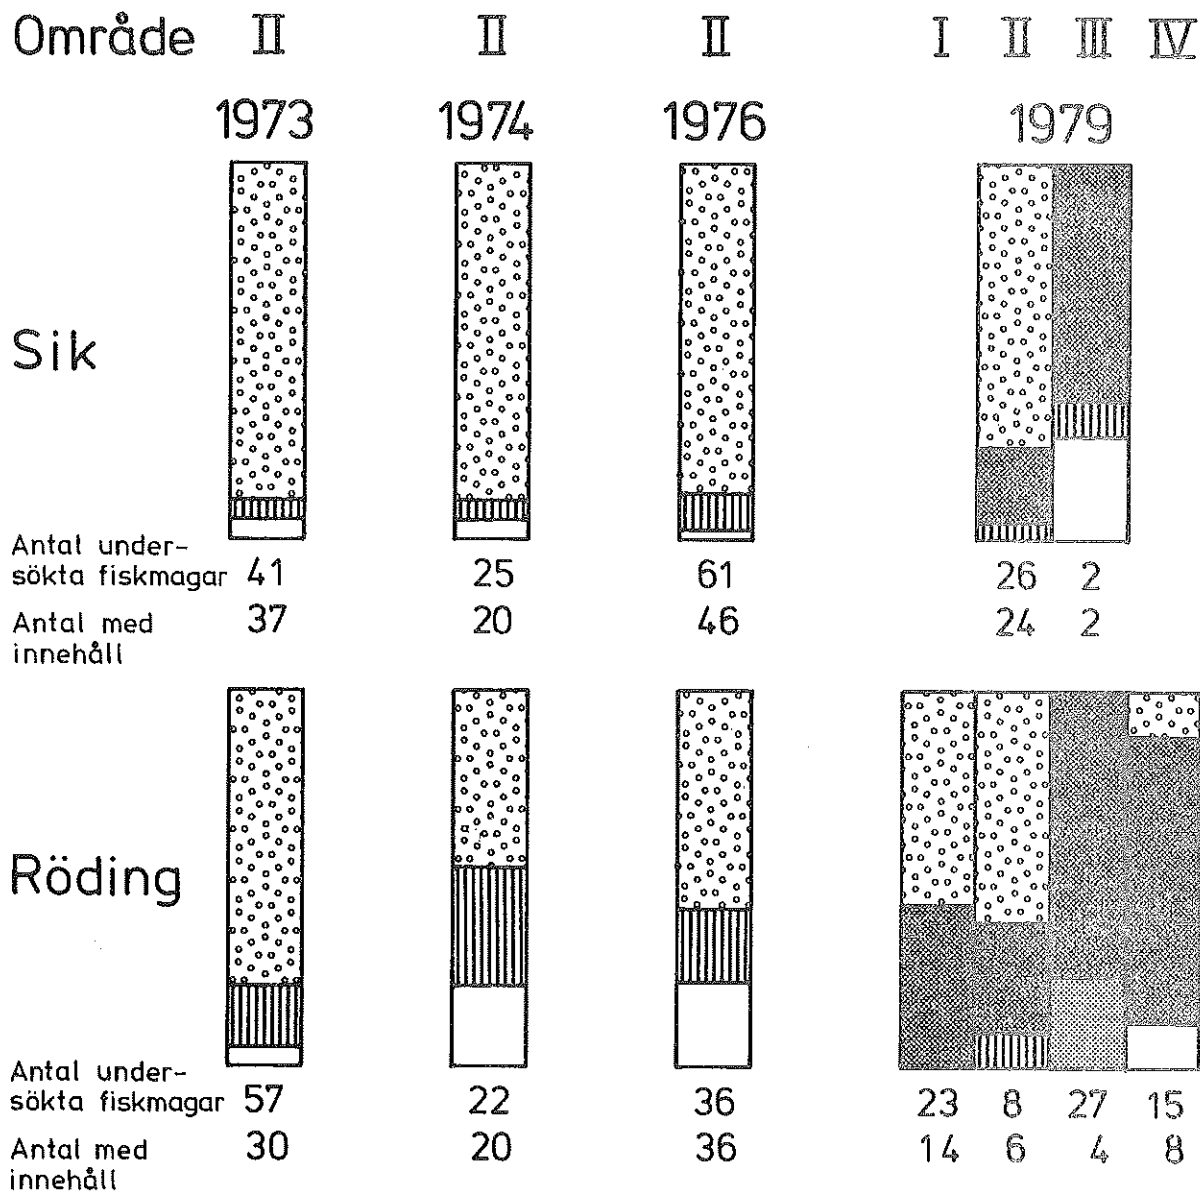 Område II II II I II III IV
1973 1974 1976 1979
Sik
Antal under-
sökta fiskmagar 41 25 61 26 2
Antal med 37 20 46 24 2
innehåll
Röding
Antal under-
sökta fiskmagar 57 22 36 23 8 27 15
Antal med 30 20 36 14 6 4 8
innehåll